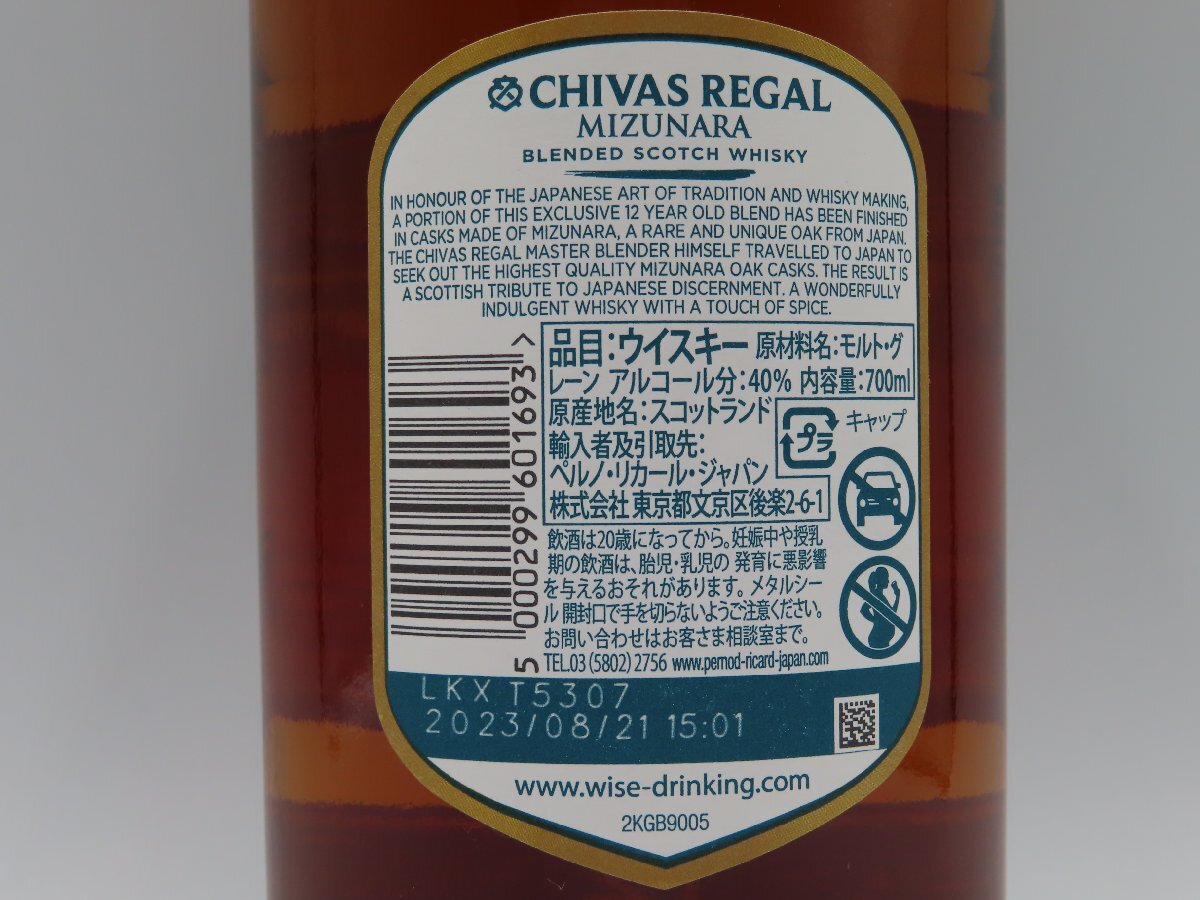 CHIVAS REGAL
MIZUNARA
BLENDED SCOTCH WHISKY
IN HONOUR OF THE JAPANESE ART OF TRADITION AND WHISKY MAKING,
A PORTION OF THIS EXCLUSIVE 12 YEAR OLD BLEND HAS BEEN FINISHED
IN CASKS MADE OF MIZUNARA, A RARE AND UNIQUE OAK FROM JAPAN.
THE CHIVAS REGAL MASTER BLENDER HIMSELF TRAVELLED TO JAPAN TO
SEEK OUT THE HIGHEST QUALITY MIZUNARA OAK CASKS. THE RESULT IS
A SCOTTISH TRIBUTE TO JAPANESE DISCERNMENT. A WONDERFULLY
INDULGENT WHISKY WITH A TOUCH OF SPICE.
品目:ウイスキー 原材料名:モルト・グ
レーン アルコール分:40% 内容量:700ml
原産地名:スコットランド
輸入者及引取先:
ペルノ・リカール・ジャパン
株式会社 東京都文京区後楽2-6-1
プラ
キャップ
飲酒は20歳になってから。妊娠中や授乳
期の飲酒は、胎児・乳児の 発育に悪影響
を与えるおそれがあります。メタルシー
ル 開封口で手を切らないようご注意ください。
お問い合わせはお客さま相談室まで。
TEL.03 (5802) 2756 www.pernod-ricard-japan.com
5 000299 601693 >
LKX T5307
2023/08/21 15:01
www.wise-drinking.com
2KGB9005